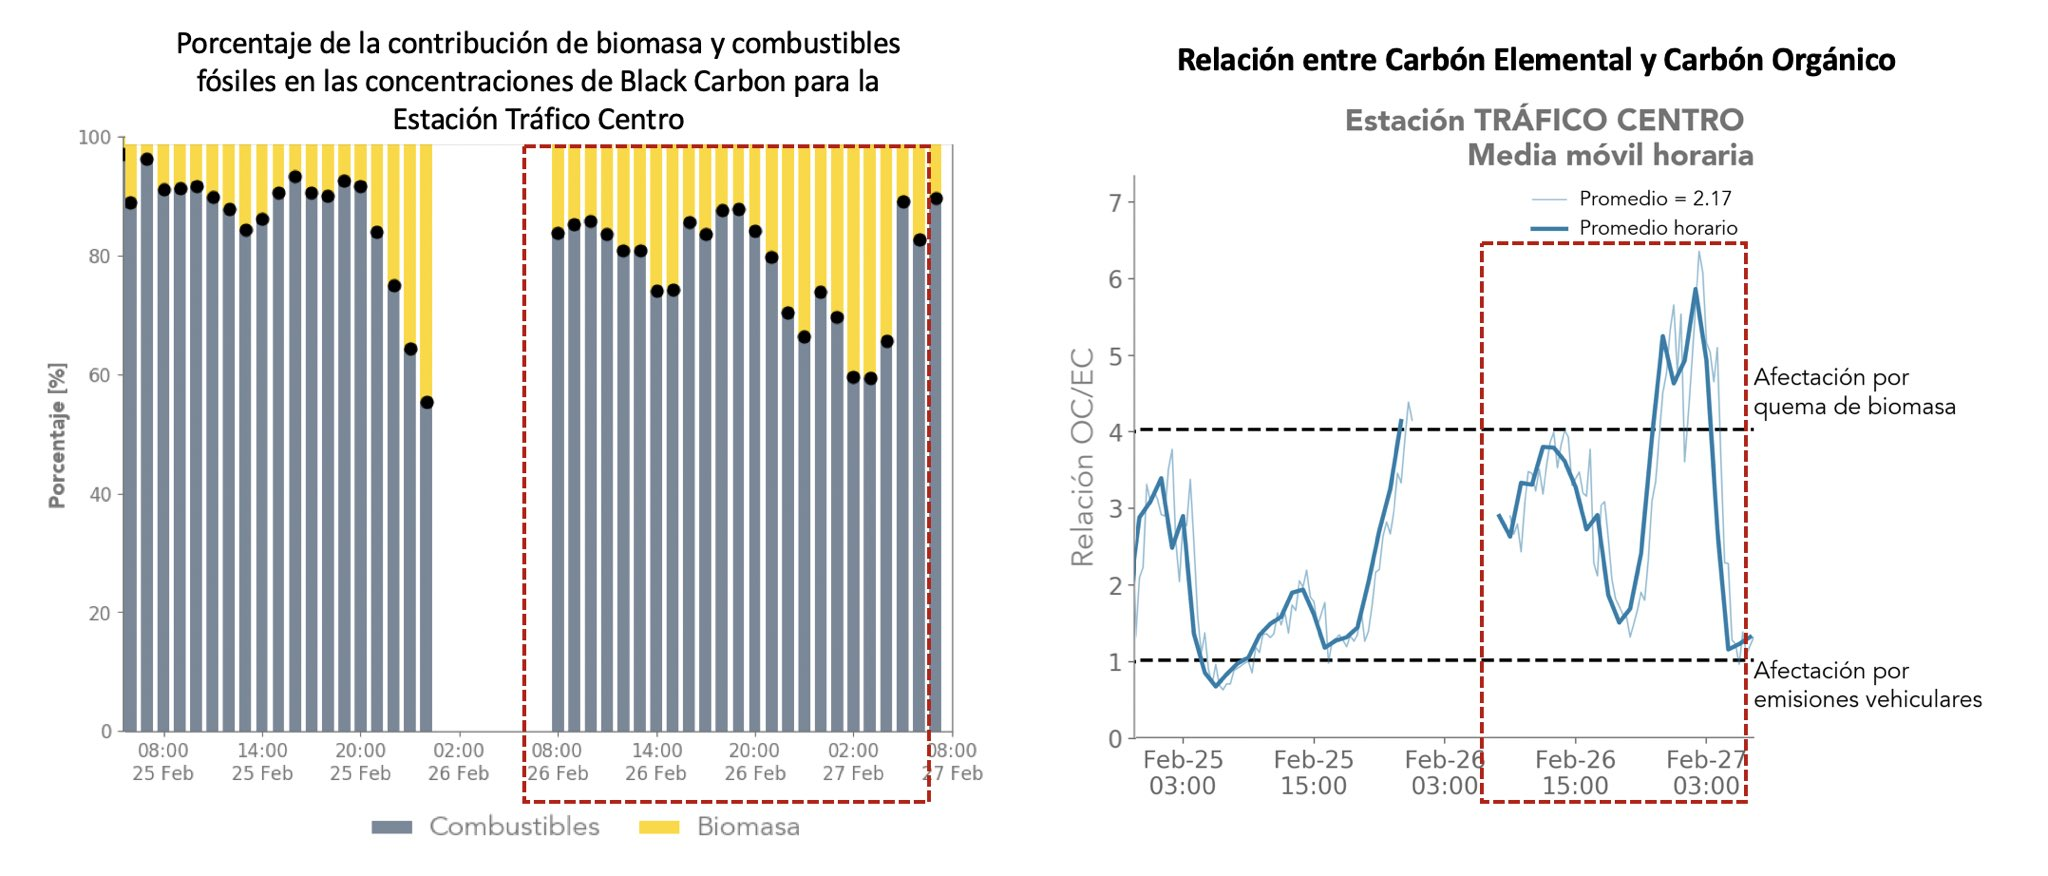 Porcentaje de la contribución de biomasa y combustibles
fósiles en las concentraciones de Black Carbon para la
Estación Tráfico Centro
Porcentaje [%]
100
80
60
40
20
0
08:00 14:00 20:00 02:00 08:00 14:00 20:00 02:00 08:00
25 Feb 25 Feb 25 Feb 26 Feb 26 Feb 26 Feb 26 Feb 27 Feb 27 Feb
Combustibles Biomasa
Relación entre Carbón Elemental y Carbón Orgánico
Estación TRÁFICO CENTRO
Media móvil horaria
Promedio = 2.17
Promedio horario
Relación OC/EC
7
6
5
4
3
2
1
0
Afectación por
quema de biomasa
Afectación por
emisiones vehiculares
Feb-25 Feb-25 Feb-26 Feb-26 Feb-27
03:00 15:00 03:00 15:00 03:00